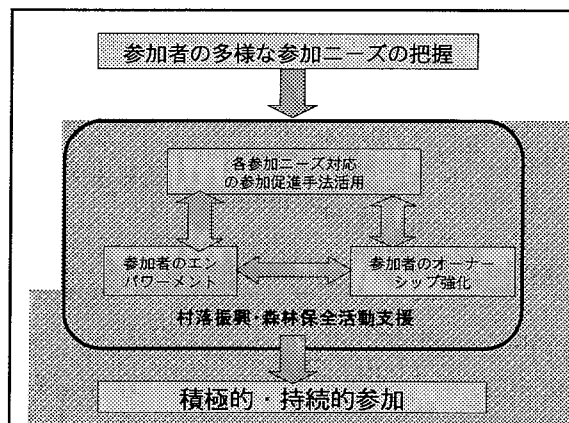 参加者の多様な参加ニーズの把握
各参加ニーズ対応
の参加促進手法活用
参加者のエン
パワーメント
参加者のオーナー
シップ強化
村落振興・森林保全活動支援
積極的・持続的参加